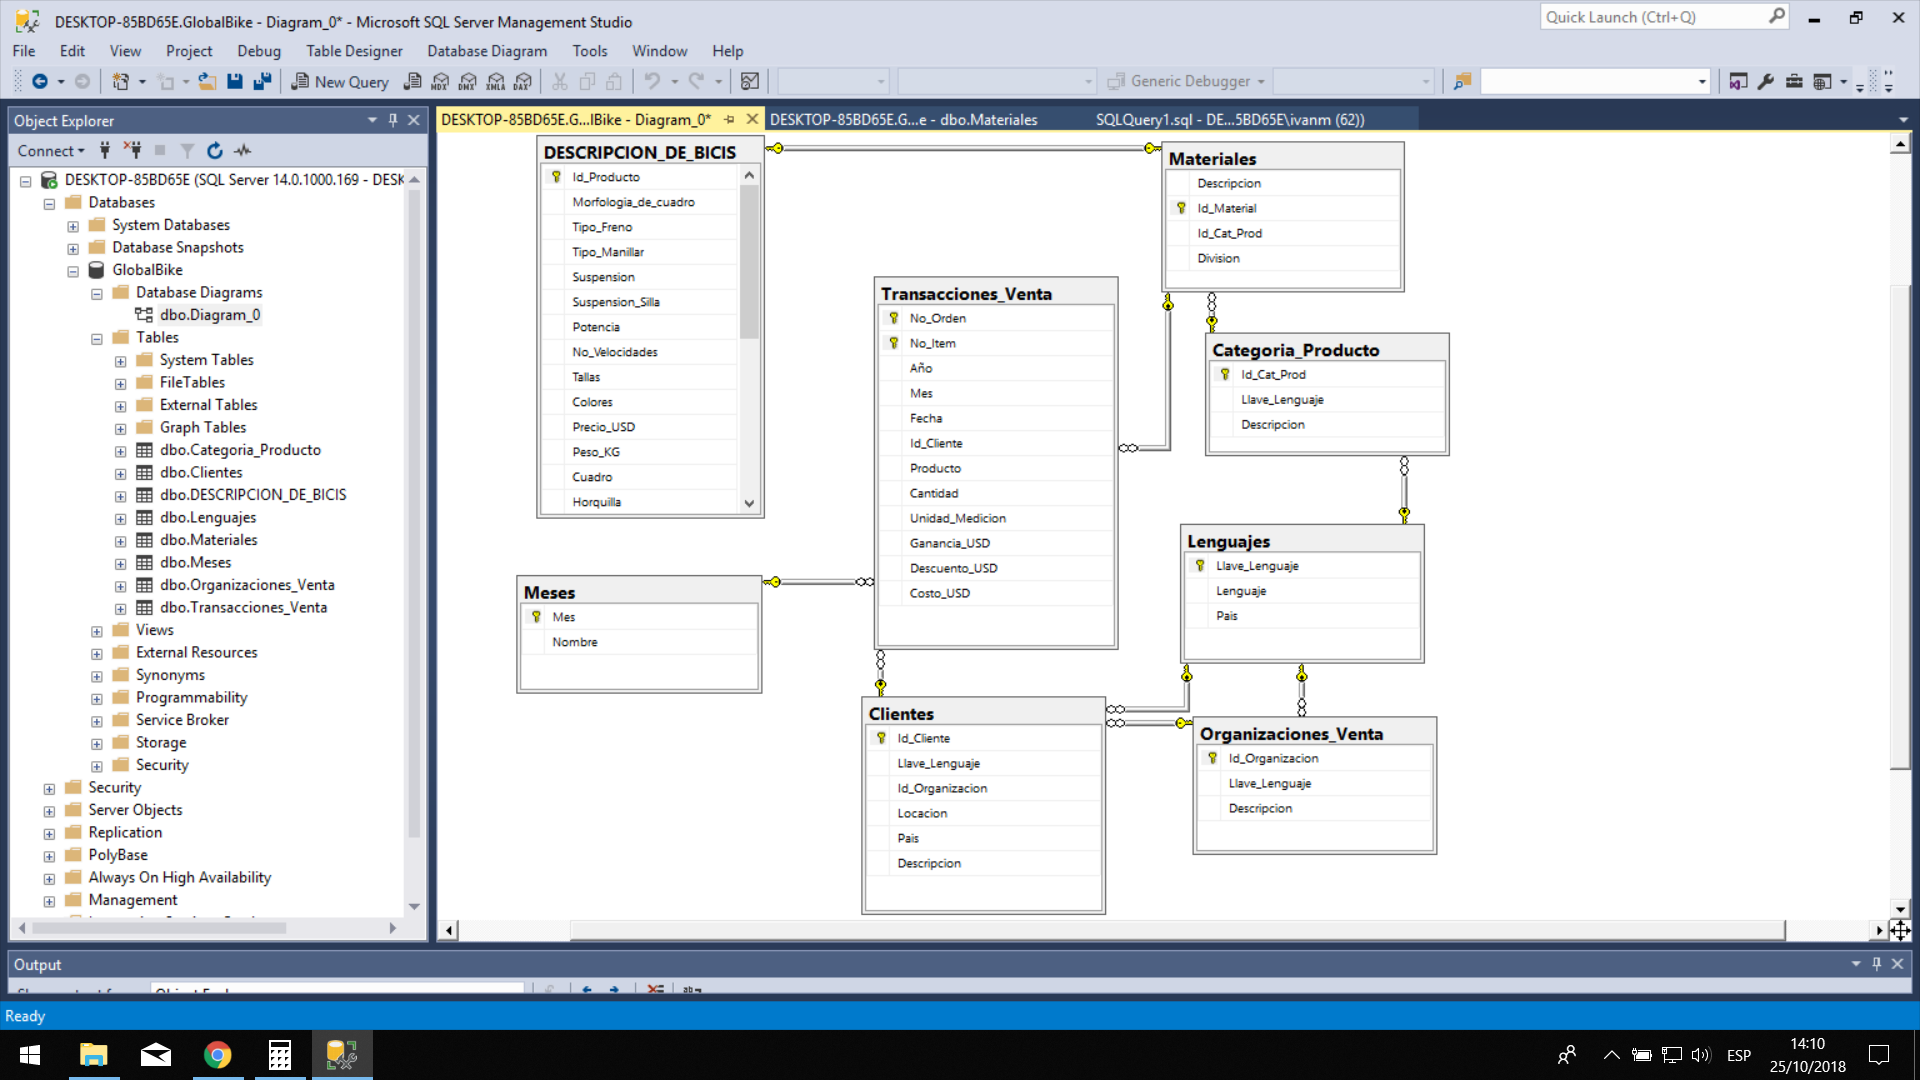 DESKTOP-85BD65E.GlobalBike - Diagram_0* - Microsoft SQL Server Management Studio
Quick Launch (Ctrl+Q)
File Edit View Project Debug Table Designer Database Diagram Tools Window Help
New Query MDX DMX XMLA DAX Generic Debugger
Object Explorer
Connect
DESKTOP-85BD65E (SQL Server 14.0.1000.169 - DESK
Databases
System Databases
Database Snapshots
GlobalBike
Database Diagrams
dbo.Diagram_0
Tables
System Tables
FileTables
External Tables
Graph Tables
dbo.Categoria_Producto
dbo.Clientes
dbo.DESCRIPCION_DE_BICIS
dbo.Lenguajes
dbo.Materiales
dbo.Meses
dbo.Organizaciones_Venta
dbo.Transacciones_Venta
Views
External Resources
Synonyms
Programmability
Service Broker
Storage
Security
Security
Server Objects
Replication
PolyBase
Always On High Availability
Management
DESKTOP-85BD65E.G...lBike - Diagram_0*
DESKTOP-85BD65E.G...e - dbo.Materiales
SQLQuery1.sql - DE...5BD65E\ivanm (62))
DESCRIPCION_DE_BICIS
Id_Producto
Morfologia_de_cuadro
Tipo_Freno
Tipo_Manillar
Suspension
Suspension_Silla
Potencia
No_Velocidades
Tallas
Colores
Precio_USD
Peso_KG
Cuadro
Horquilla
Meses
Mes
Nombre
Transacciones_Venta
No_Orden
No_Item
Año
Mes
Fecha
Id_Cliente
Producto
Cantidad
Unidad_Medicion
Ganancia_USD
Descuento_USD
Costo_USD
Clientes
Id_Cliente
Llave_Lenguaje
Id_Organizacion
Locacion
Pais
Descripcion
Materiales
Descripcion
Id_Material
Id_Cat_Prod
Division
Categoria_Producto
Id_Cat_Prod
Llave_Lenguaje
Descripcion
Lenguajes
Llave_Lenguaje
Lenguaje
Pais
Organizaciones_Venta
Id_Organizacion
Llave_Lenguaje
Descripcion
Output
Ready
ESP
14:10
25/10/2018